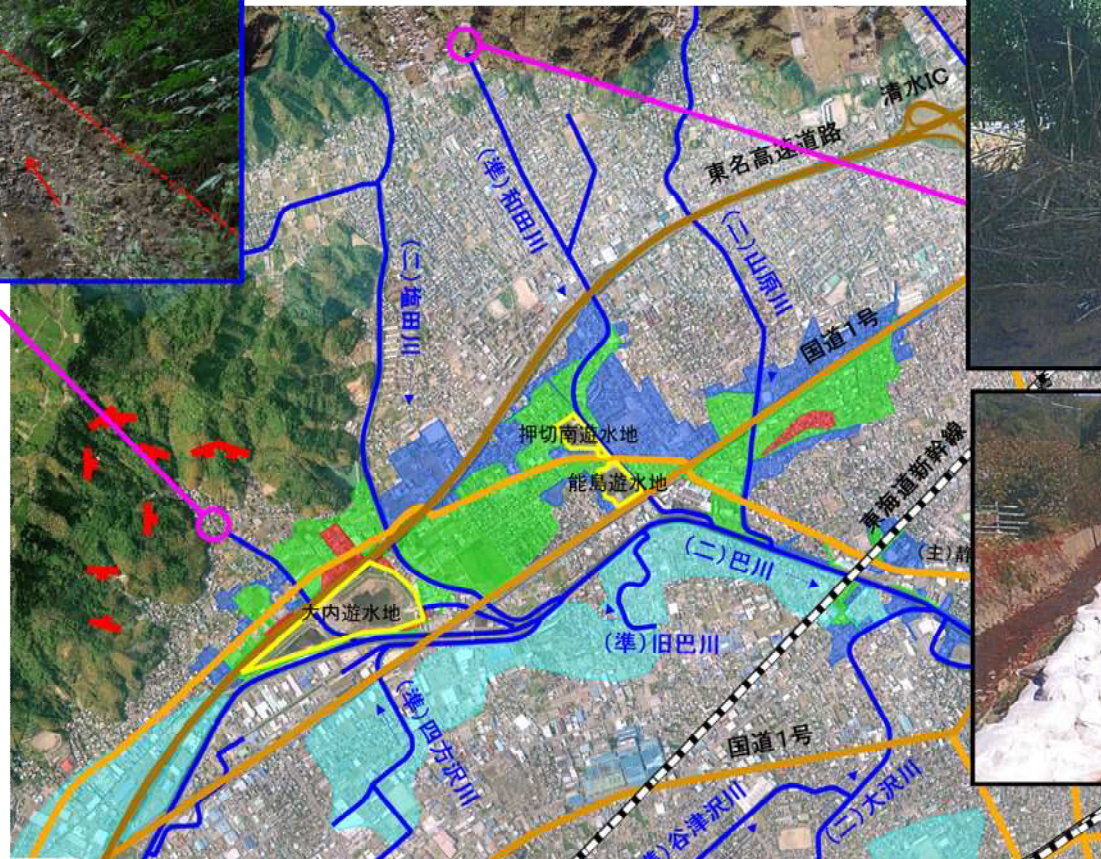 清水IC
東名高速道路
(準)和田川
(二)山原川
(二)塩田川
国道1号
押切南遊水地
能島遊水地
東海道新幹線
(主)静
(二)巴川
大内遊水地
(準)旧巴川
(準)四方沢川
国道1号
準)谷津沢川
(二)大沢川